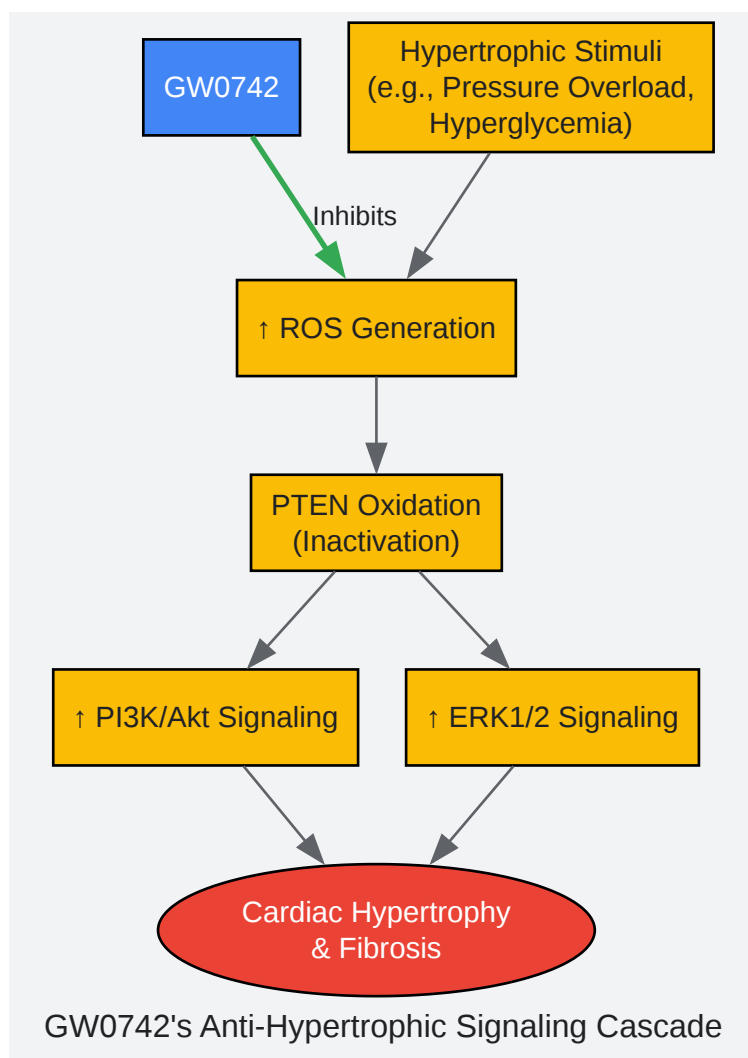 GW0742
Hypertrophic Stimuli
(e.g., Pressure Overload,
Hyperglycemia)
Inhibits
↑ ROS Generation
PTEN Oxidation
(Inactivation)
↑ PI3K/Akt Signaling
↑ ERK1/2 Signaling
Cardiac Hypertrophy
& Fibrosis
GW0742's Anti-Hypertrophic Signaling Cascade